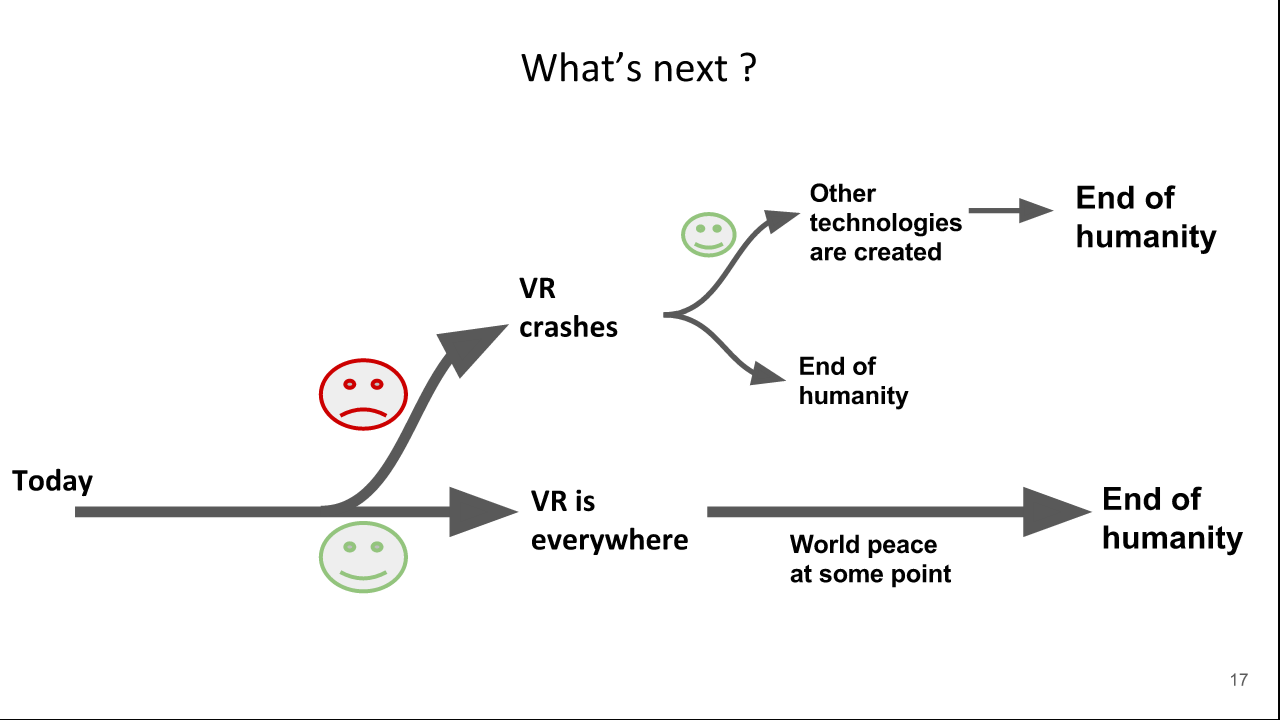 What’s next ?
Other
technologies
are created
End of
humanity
VR
crashes
End of
humanity
Today
VR is
everywhere
World peace
at some point
End of
humanity
17